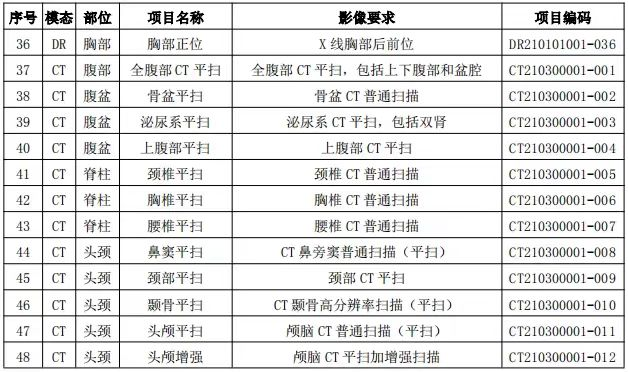 序号 模态 部位 项目名称 影像要求 项目编码
36 DR 胸部 胸部正位 X 线胸部后前位 DR210101001-036
37 CT 腹部 全腹部 CT 平扫 全腹部 CT 平扫，包括上下腹部和盆腔 CT210300001-001
38 CT 腹盆 骨盆平扫 骨盆 CT 普通扫描 CT210300001-002
39 CT 腹盆 泌尿系平扫 泌尿系 CT 平扫，包括双肾 CT210300001-003
40 CT 腹盆 上腹部平扫 上腹部 CT 平扫 CT210300001-004
41 CT 脊柱 颈椎平扫 颈椎 CT 普通扫描 CT210300001-005
42 CT 脊柱 胸椎平扫 胸椎 CT 普通扫描 CT210300001-006
43 CT 脊柱 腰椎平扫 腰椎 CT 普通扫描 CT210300001-007
44 CT 头颈 鼻窦平扫 CT 鼻旁窦普通扫描（平扫） CT210300001-008
45 CT 头颈 颈部平扫 颈部 CT 平扫 CT210300001-009
46 CT 头颈 颞骨平扫 CT 颞骨高分辨率扫描（平扫） CT210300001-010
47 CT 头颈 头颅平扫 颅脑 CT 普通扫描（平扫） CT210300001-011
48 CT 头颈 头颅增强 颅脑 CT 平扫加增强扫描 CT210300001-012